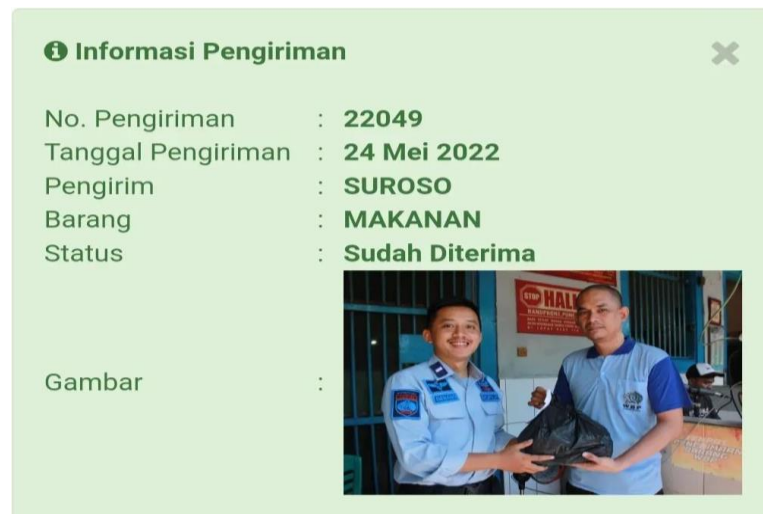 Informasi Pengiriman
No. Pengiriman : 22049
Tanggal Pengiriman : 24 Mei 2022
Pengirim : SUROSO
Barang : MAKANAN
Status : Sudah Diterima
Gambar :
STOP HALI